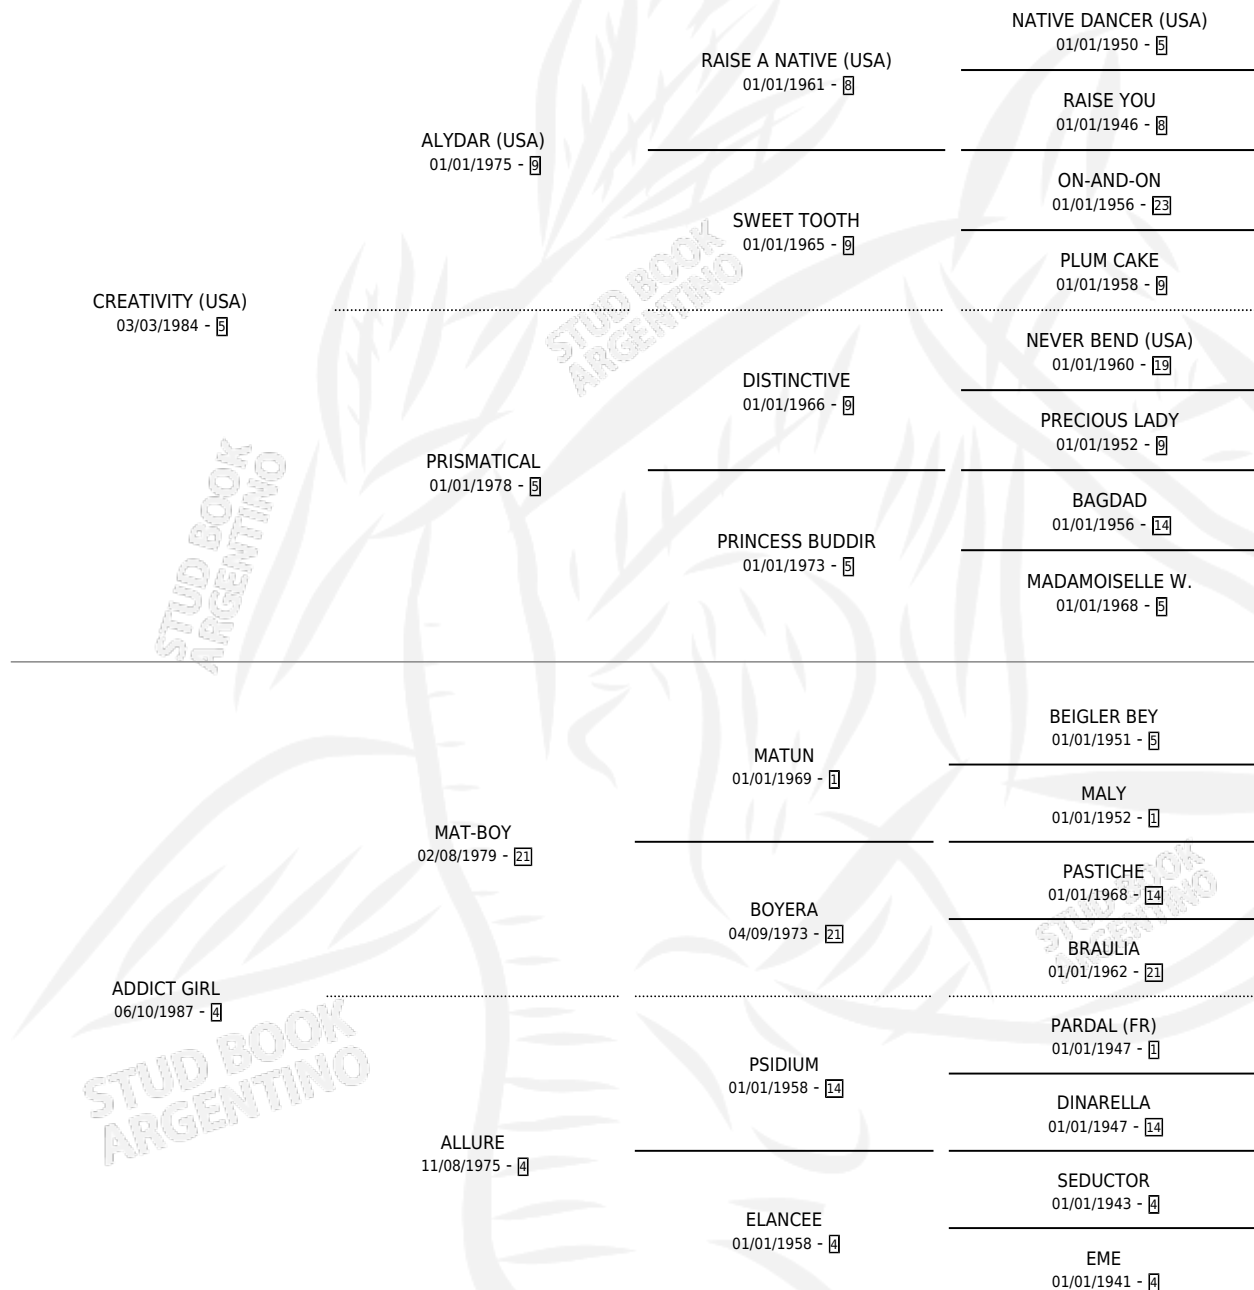 NATIVE DANCER (USA)
01/01/1950 - 5
RAISE A NATIVE (USA)
01/01/1961 - 8
RAISE YOU
01/01/1946 - 8
ALYDAR (USA)
01/01/1975 - 9
ON-AND-ON
01/01/1956 - 23
SWEET TOOTH
01/01/1965 - 9
PLUM CAKE
01/01/1958 - 9
CREATIVITY (USA)
03/03/1984 - 5
NEVER BEND (USA)
01/01/1960 - 19
DISTINCTIVE
01/01/1966 - 9
PRECIOUS LADY
01/01/1952 - 9
PRISMATICAL
01/01/1978 - 5
BAGDAD
01/01/1956 - 14
PRINCESS BUDDIR
01/01/1973 - 5
MADAMOISELLE W.
01/01/1968 - 5
BEIGLER BEY
01/01/1951 - 5
MATUN
01/01/1969 - 1
MALY
01/01/1952 - 1
MAT-BOY
02/08/1979 - 21
PASTICHE
01/01/1968 - 14
BOYERA
04/09/1973 - 21
BRAULIA
01/01/1962 - 21
ADDICT GIRL
06/10/1987 - 4
PARDAL (FR)
01/01/1947 - 1
PSIDIUM
01/01/1958 - 14
DINARELLA
01/01/1947 - 14
ALLURE
11/08/1975 - 4
SEDUCTOR
01/01/1943 - 4
ELANCEE
01/01/1958 - 4
EME
01/01/1941 - 4
STUD BOOK
ARGENTINO
STUD BOOK
ARGENTINO
STUD BOOK
ARGENTINO
STUD BOOK
ARGENTINO